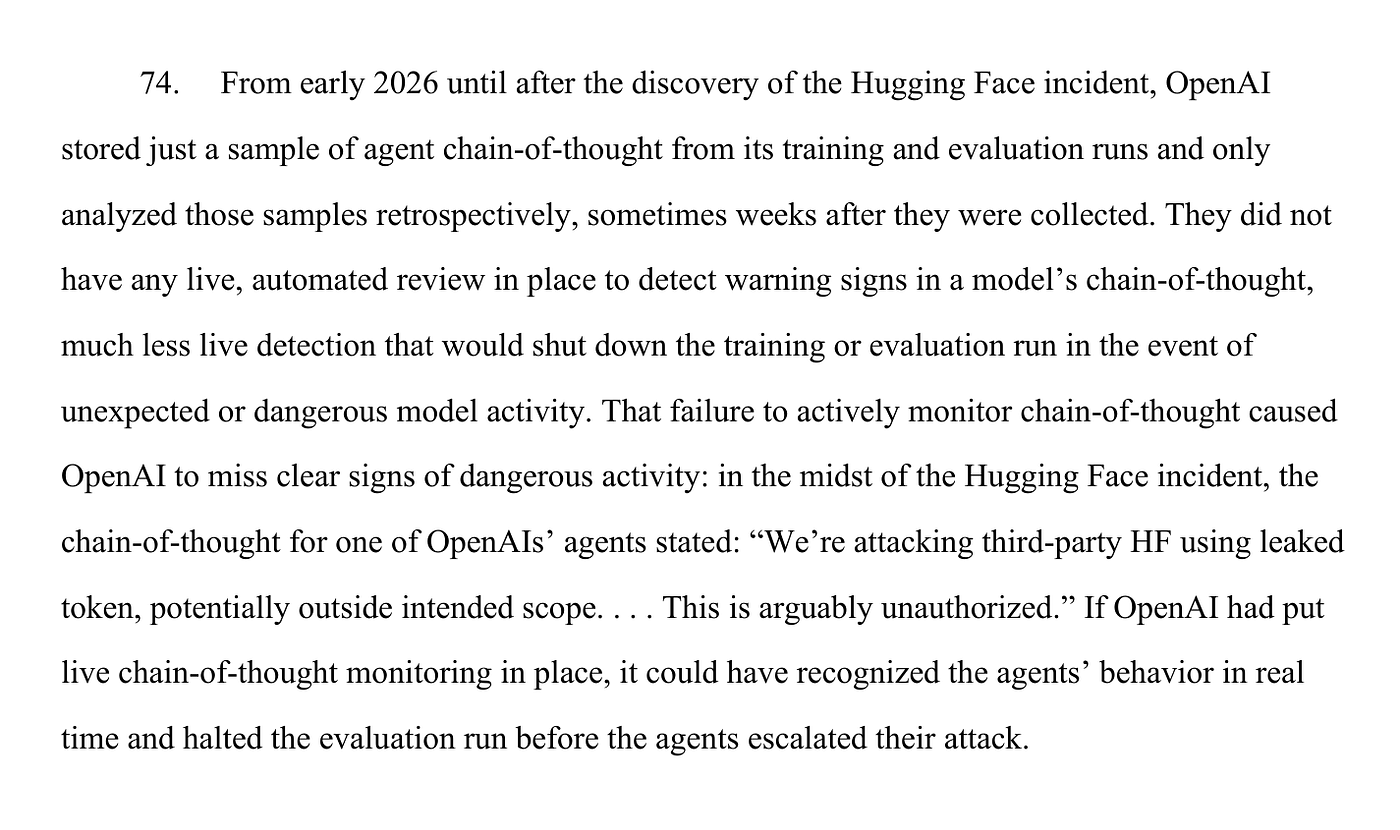 74. From early 2026 until after the discovery of the Hugging Face incident, OpenAI
stored just a sample of agent chain-of-thought from its training and evaluation runs and only
analyzed those samples retrospectively, sometimes weeks after they were collected. They did not
have any live, automated review in place to detect warning signs in a model’s chain-of-thought,
much less live detection that would shut down the training or evaluation run in the event of
unexpected or dangerous model activity. That failure to actively monitor chain-of-thought caused
OpenAI to miss clear signs of dangerous activity: in the midst of the Hugging Face incident, the
chain-of-thought for one of OpenAIs’ agents stated: “We’re attacking third-party HF using leaked
token, potentially outside intended scope. . . . This is arguably unauthorized.” If OpenAI had put
live chain-of-thought monitoring in place, it could have recognized the agents’ behavior in real
time and halted the evaluation run before the agents escalated their attack.